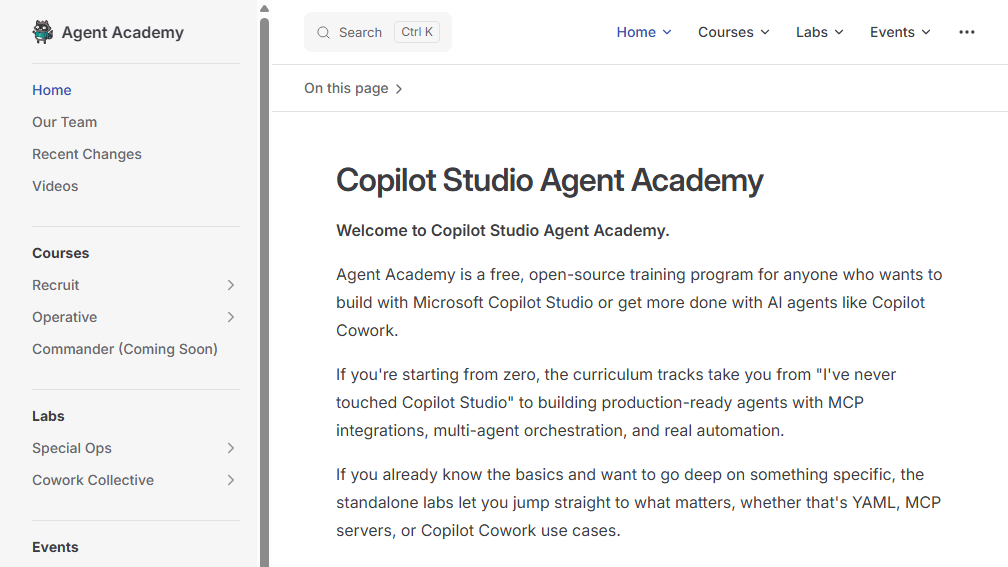 Agent Academy
Home
Our Team
Recent Changes
Videos
Courses
Recruit
Operative
Commander (Coming Soon)
Labs
Special Ops
Cowork Collective
Events
Search Ctrl K
Home Courses Labs Events
On this page
Copilot Studio Agent Academy
Welcome to Copilot Studio Agent Academy.
Agent Academy is a free, open-source training program for anyone who wants to
build with Microsoft Copilot Studio or get more done with AI agents like Copilot
Cowork.
If you're starting from zero, the curriculum tracks take you from "I've never
touched Copilot Studio" to building production-ready agents with MCP
integrations, multi-agent orchestration, and real automation.
If you already know the basics and want to go deep on something specific, the
standalone labs let you jump straight to what matters, whether that's YAML, MCP
servers, or Copilot Cowork use cases.